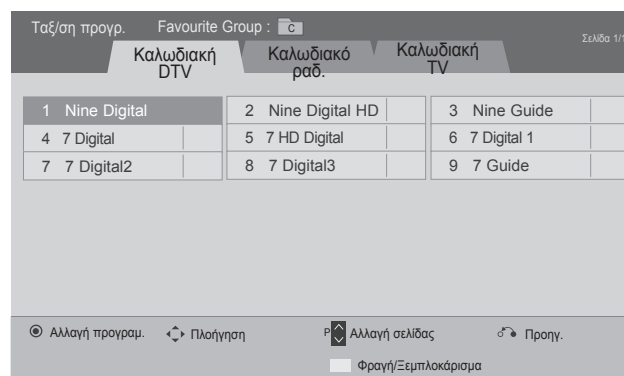 Ταξ/ση προγρ. Favourite Group : C
Σελίδα 1/1
Καλωδιακή DTV
Καλωδιακό ραδ.
Καλωδιακή TV
1 Nine Digital
2 Nine Digital HD
3 Nine Guide
4 7 Digital
5 7 HD Digital
6 7 Digital 1
7 7 Digital2
8 7 Digital3
9 7 Guide
Αλλαγή προγραμ. Πλοήγηση P Αλλαγή σελίδας Προηγ.
Φραγή/Ξεμπλοκάρισμα